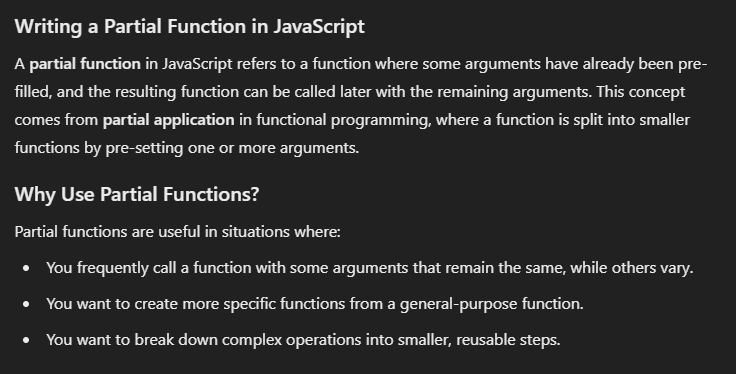 Writing a Partial Function in JavaScript
A partial function in JavaScript refers to a function where some arguments have already been pre-
filled, and the resulting function can be called later with the remaining arguments. This concept
comes from partial application in functional programming, where a function is split into smaller
functions by pre-setting one or more arguments.
Why Use Partial Functions?
Partial functions are useful in situations where:
• You frequently call a function with some arguments that remain the same, while others vary.
• You want to create more specific functions from a general-purpose function.
• You want to break down complex operations into smaller, reusable steps.